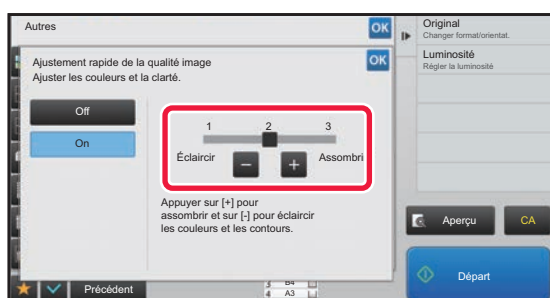 Autres
OK
Ajustement rapide de la qualité image
Ajuster les couleurs et la clarté.
OK
Off
On
1 2 3
Éclaircir - + Assombri
Appuyer sur [+] pour
assombrir et sur [-] pour éclaircir
les couleurs et les contours.
Précédent
B4
4 A3
Original
Changer format/orientat.
Luminosité
Régler la luminosité
Aperçu
CA
Départ